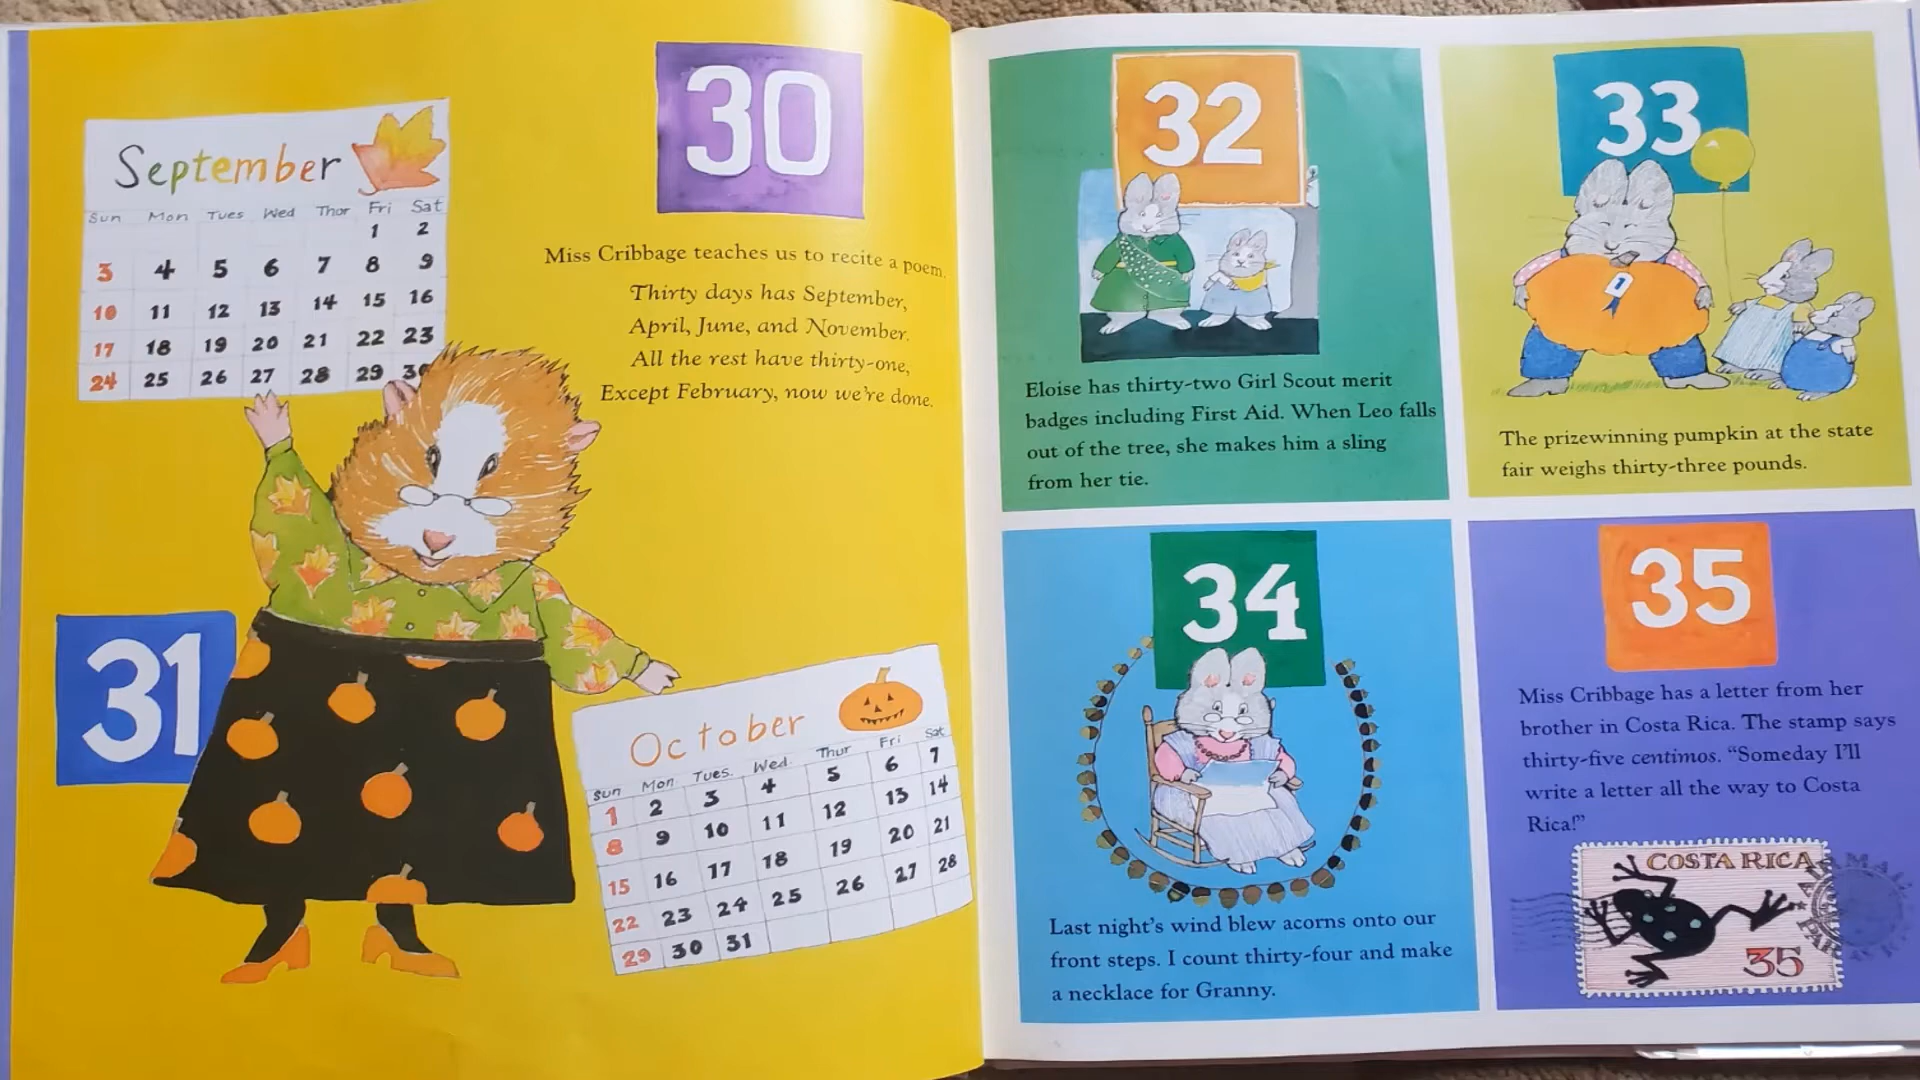 September
Sun Mon Tues Wed Thor Fri Sat
1 2
3 4 5 6 7 8 9
10 11 12 13 14 15 16
17 18 19 20 21 22 23
24 25 26 27 28 29 30
30
Miss Cribbage teaches us to recite a poem.
Thirty days has September,
April, June, and November.
All the rest have thirty-one,
Except February, now we're done.
31
October
Sun Mon Tues. Wed. Thur Fri Sat
1 2 3 4 5 6 7
8 9 10 11 12 13 14
15 16 17 18 19 20 21
22 23 24 25 26 27 28
29 30 31
32
Eloise has thirty-two Girl Scout merit
badges including First Aid. When Leo falls
out of the tree, she makes him a sling
from her tie.
33
1
The prizewinning pumpkin at the state
fair weighs thirty-three pounds.
34
Last night's wind blew acorns onto our
front steps. I count thirty-four and make
a necklace for Granny.
35
Miss Cribbage has a letter from her
brother in Costa Rica. The stamp says
thirty-five centimos. "Someday I'll
write a letter all the way to Costa
Rica!"
COSTA RICA
35